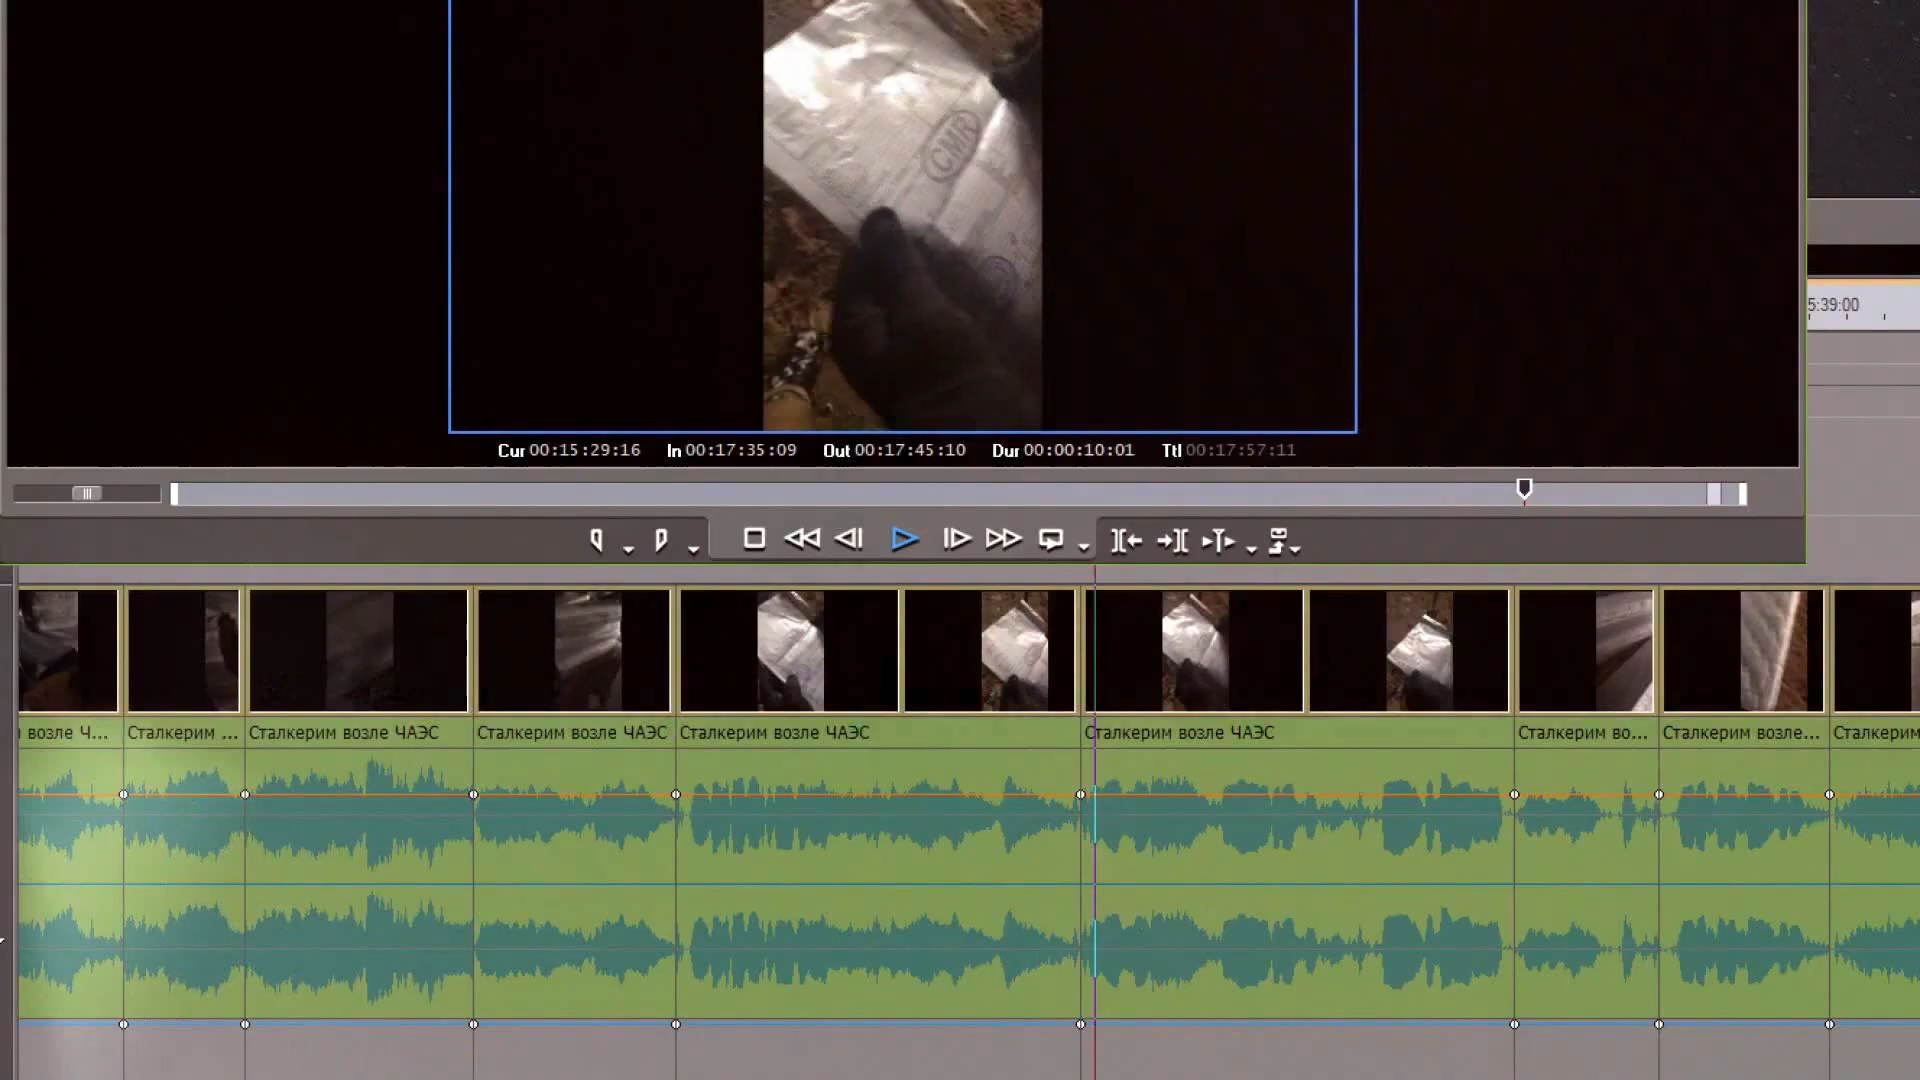 CMR
Cur 00:15:29:16 In 00:17:35:09 Out 00:17:45:10 Dur 00:00:10:01 Ttl 00:17:57:11
5:39:00
возле Ч... Сталкерим ... Сталкерим возле ЧАЭС Сталкерим возле ЧАЭС Сталкерим возле ЧАЭС Сталкерим возле ЧАЭС Сталкерим во... Сталкерим возле... Сталкерим